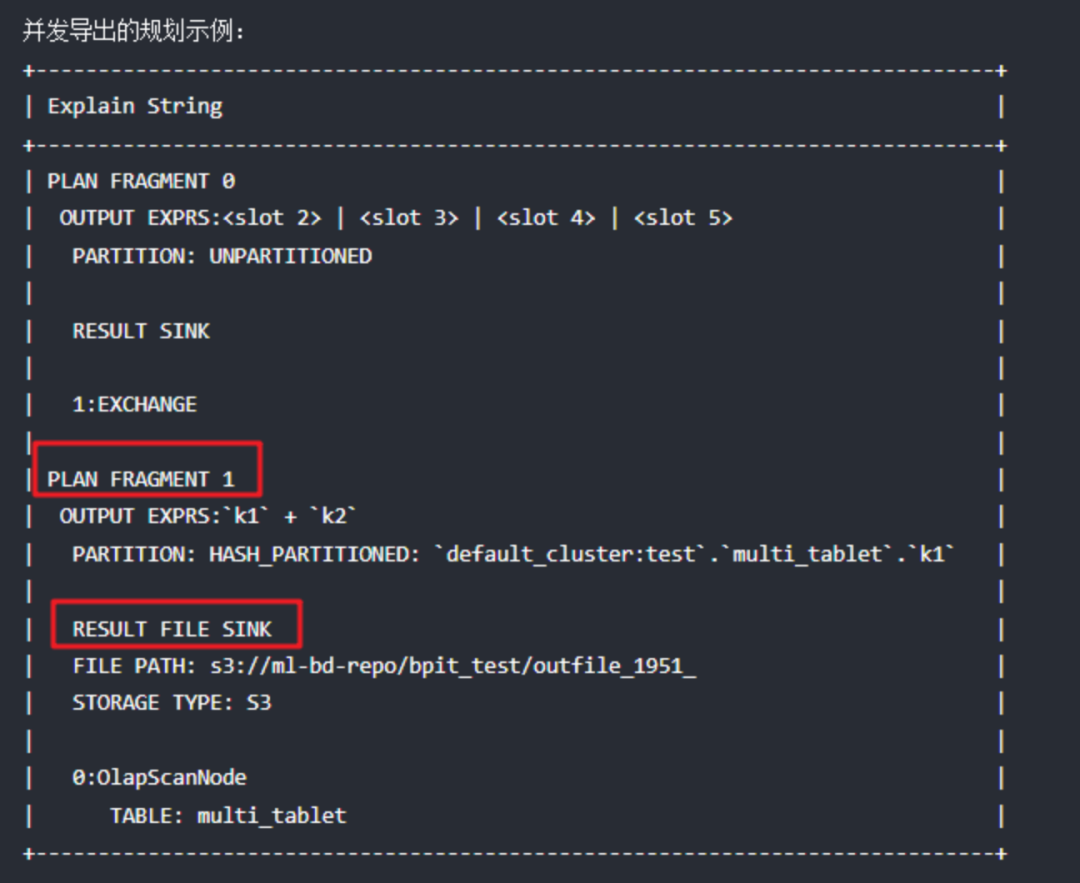 并发导出的规划示例：
+-----------------------------------------------------------------------------+
| Explain String                                                              |
+-----------------------------------------------------------------------------+
| PLAN FRAGMENT 0                                                             |
|  OUTPUT EXPRS:<slot 2> | <slot 3> | <slot 4> | <slot 5>                     |
|   PARTITION: UNPARTITIONED                                                  |
|                                                                             |
|   RESULT SINK                                                               |
|                                                                             |
|   1:EXCHANGE                                                                |
|                                                                             |
| PLAN FRAGMENT 1                                                             |
|  OUTPUT EXPRS:`k1` + `k2`                                                   |
|   PARTITION: HASH_PARTITIONED: `default_cluster:test`.`multi_tablet`.`k1`   |
|                                                                             |
|   RESULT FILE SINK                                                          |
|   FILE PATH: s3://ml-bd-repo/bpit_test/outfile_1951_                        |
|   STORAGE TYPE: S3                                                          |
|                                                                             |
|   0:OlapScanNode                                                            |
|      TABLE: multi_tablet                                                    |
+-----------------------------------------------------------------------------+